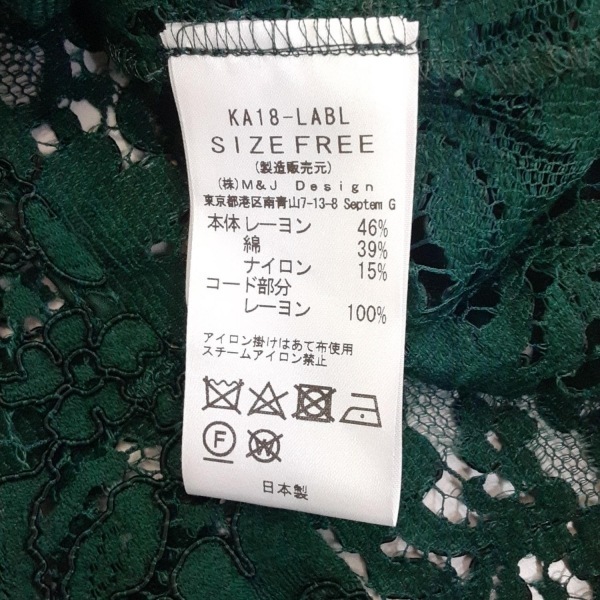 KA18-LABL
SIZE FREE
(製造販売元)
(株)M&J Design
東京都港区南青山7-13-8 Septem G
本体 レーヨン 46%
綿 39%
ナイロン 15%
コード部分
レーヨン 100%
アイロン掛けはあて布使用
スチームアイロン禁止
F W
日本製